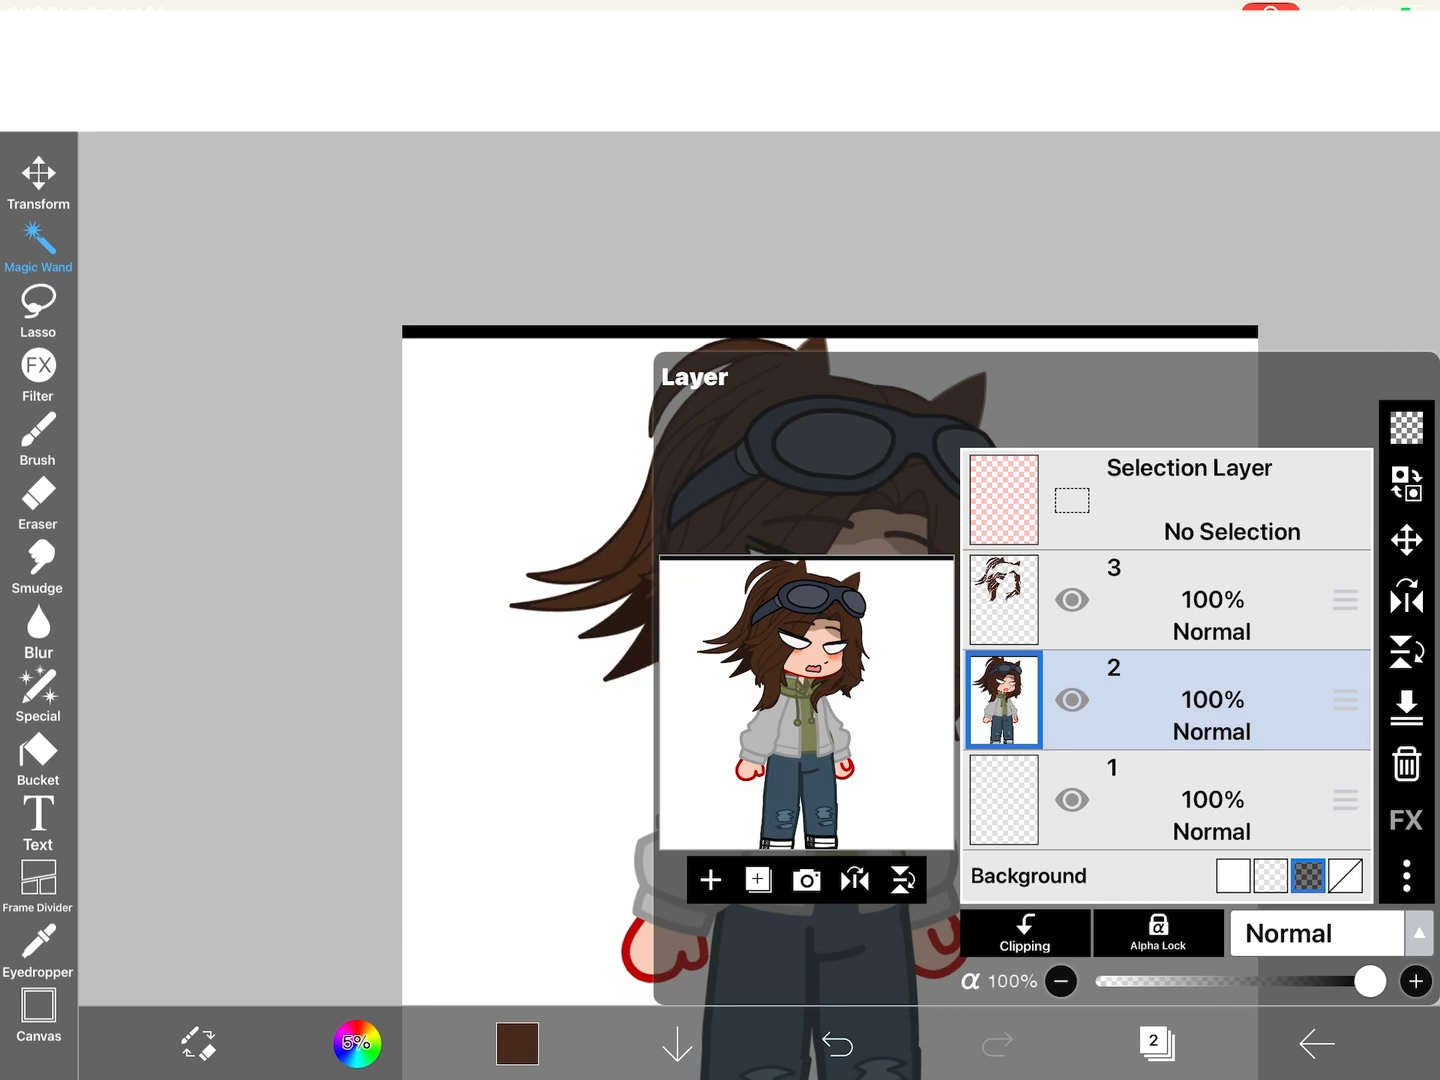 Transform
Magic Wand
Lasso
FX
Filter
Brush
Eraser
Smudge
Blur
Special
Bucket
T
Text
Frame Divider
Eyedropper
Canvas
Layer
Selection Layer
No Selection
3
100%
Normal
2
100%
Normal
1
100%
Normal
Background
FX
Clipping
α
Alpha Lock
Normal
α 100%
5%
2